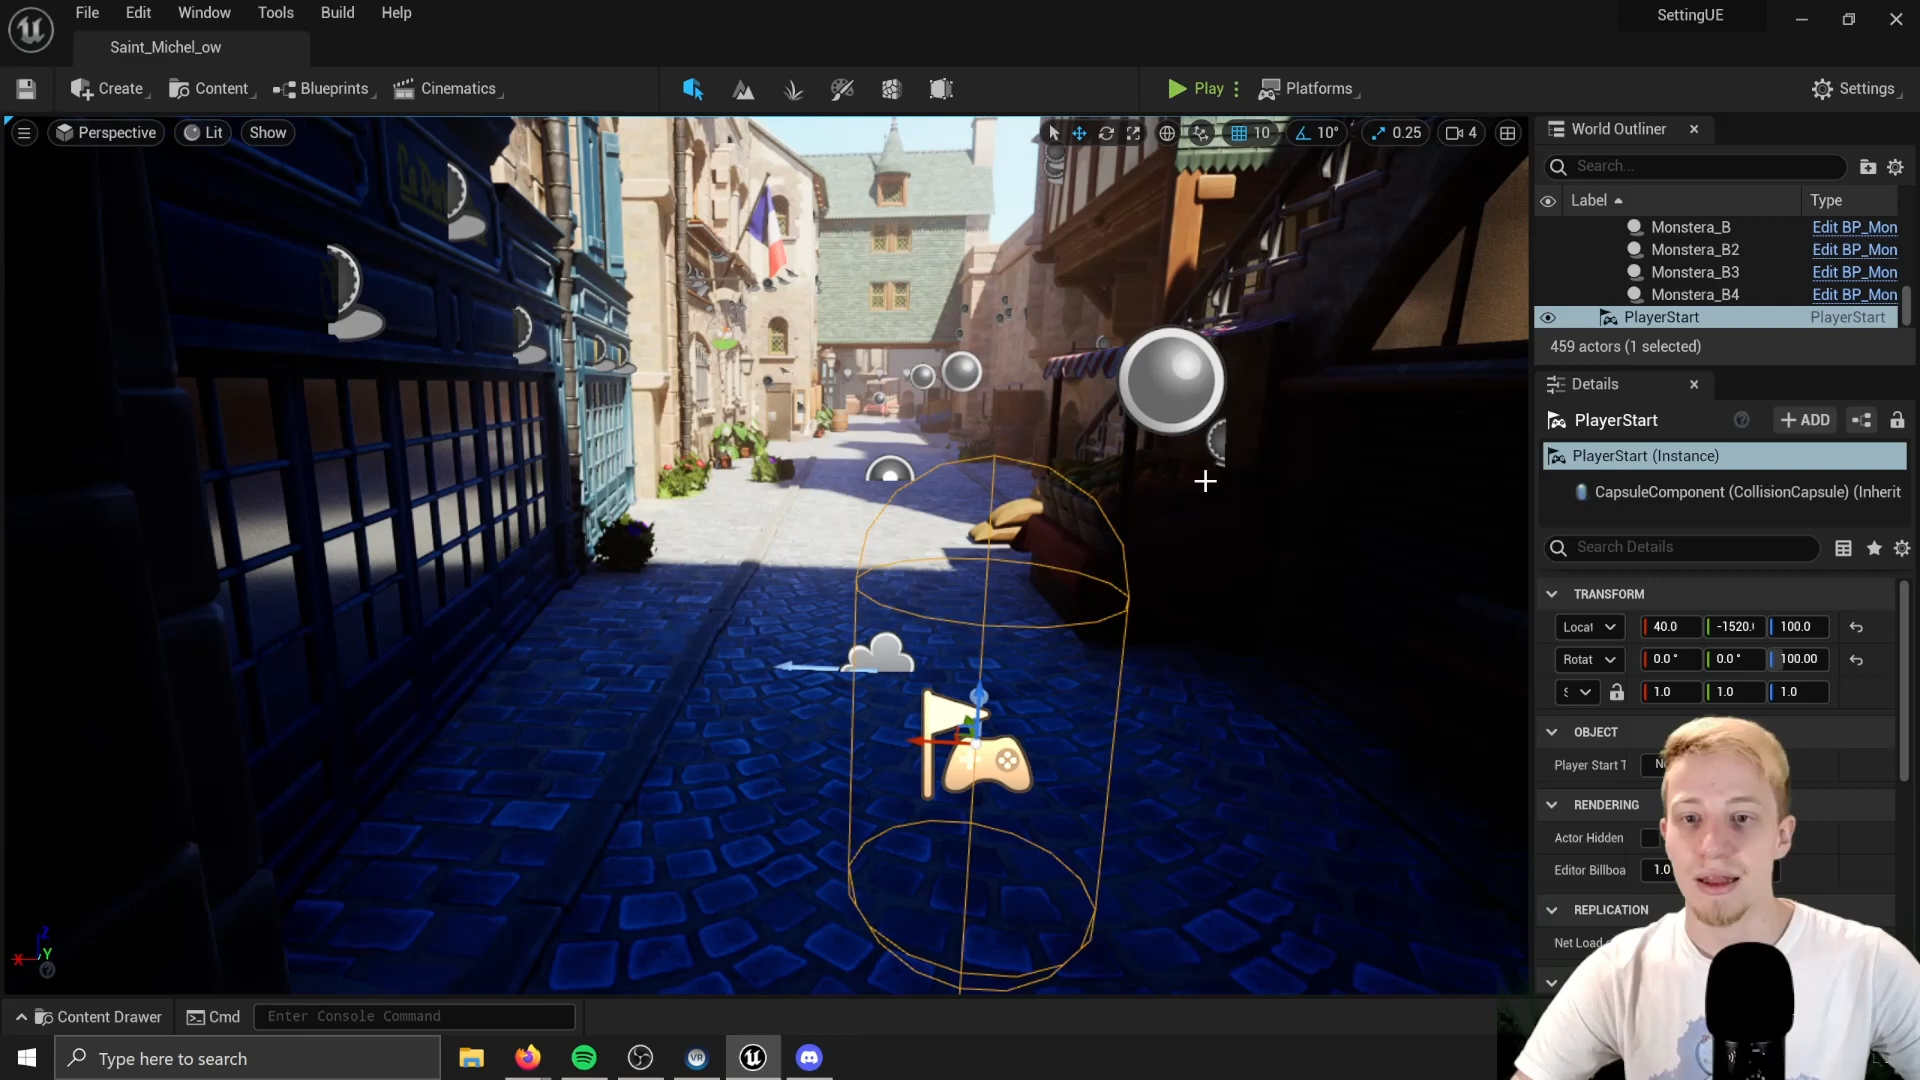 File Edit Window Tools Build Help
SettingUE
Saint_Michel_ow
Create Content Blueprints Cinematics Play Platforms Settings
Perspective Lit Show 10 10° 0.25 4
World Outliner
Search...
Label Type
Monstera_B Edit BP_Mon
Monstera_B2 Edit BP_Mon
Monstera_B3 Edit BP_Mon
Monstera_B4 Edit BP_Mon
PlayerStart PlayerStart
459 actors (1 selected)
Details
PlayerStart + ADD
PlayerStart (Instance)
CapsuleComponent (CollisionCapsule) (Inherit
Search Details
TRANSFORM
Locat 40.0 -1520. 100.0
Rotat 0.0° 0.0° 100.00
1.0 1.0 1.0
OBJECT
Player Start T
RENDERING
Actor Hidden
Editor Billboa 1.0
REPLICATION
Net Load
Z
X Y
Content Drawer Cmd Enter Console Command
Type here to search
VR